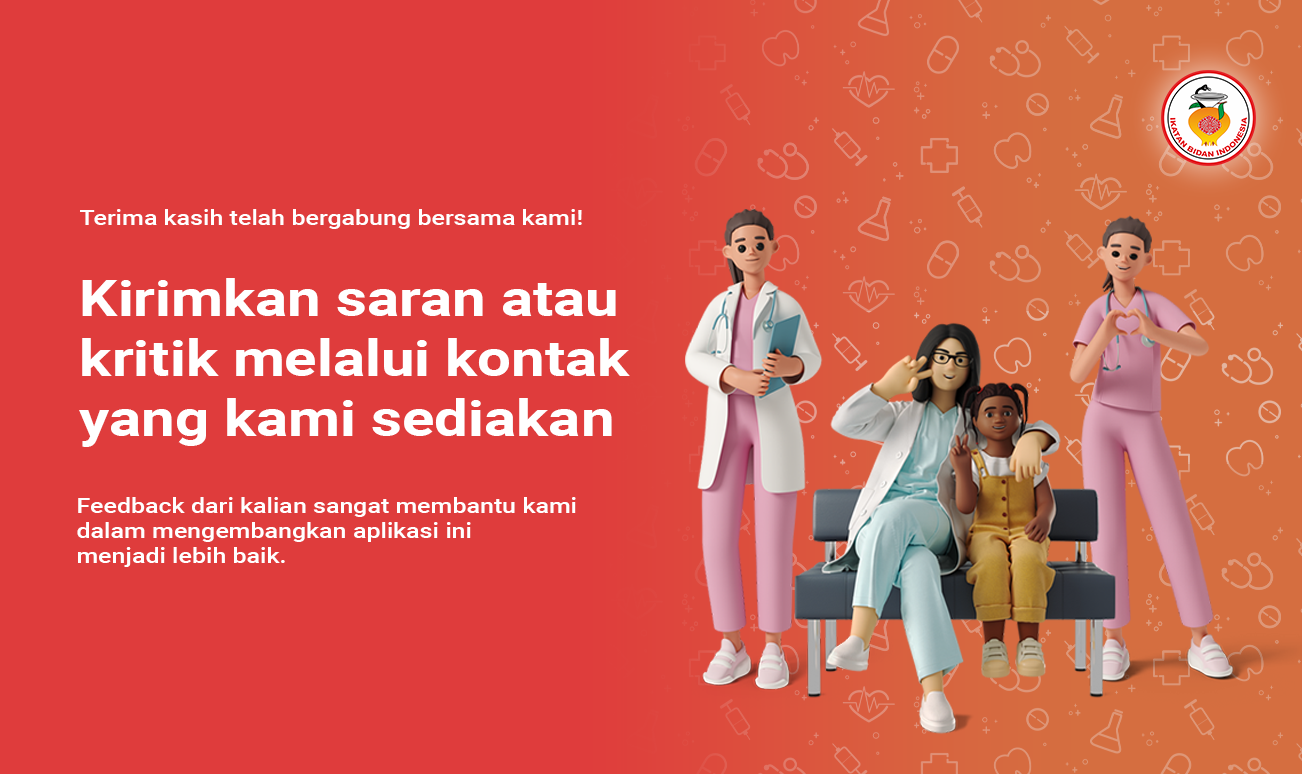 Terima kasih telah bergabung bersama kami!
Kirimkan saran atau
kritik melalui kontak
yang kami sediakan
Feedback dari kalian sangat membantu kami
dalam mengembangkan aplikasi ini
menjadi lebih baik.
IKATAN BIDAN INDONESIA